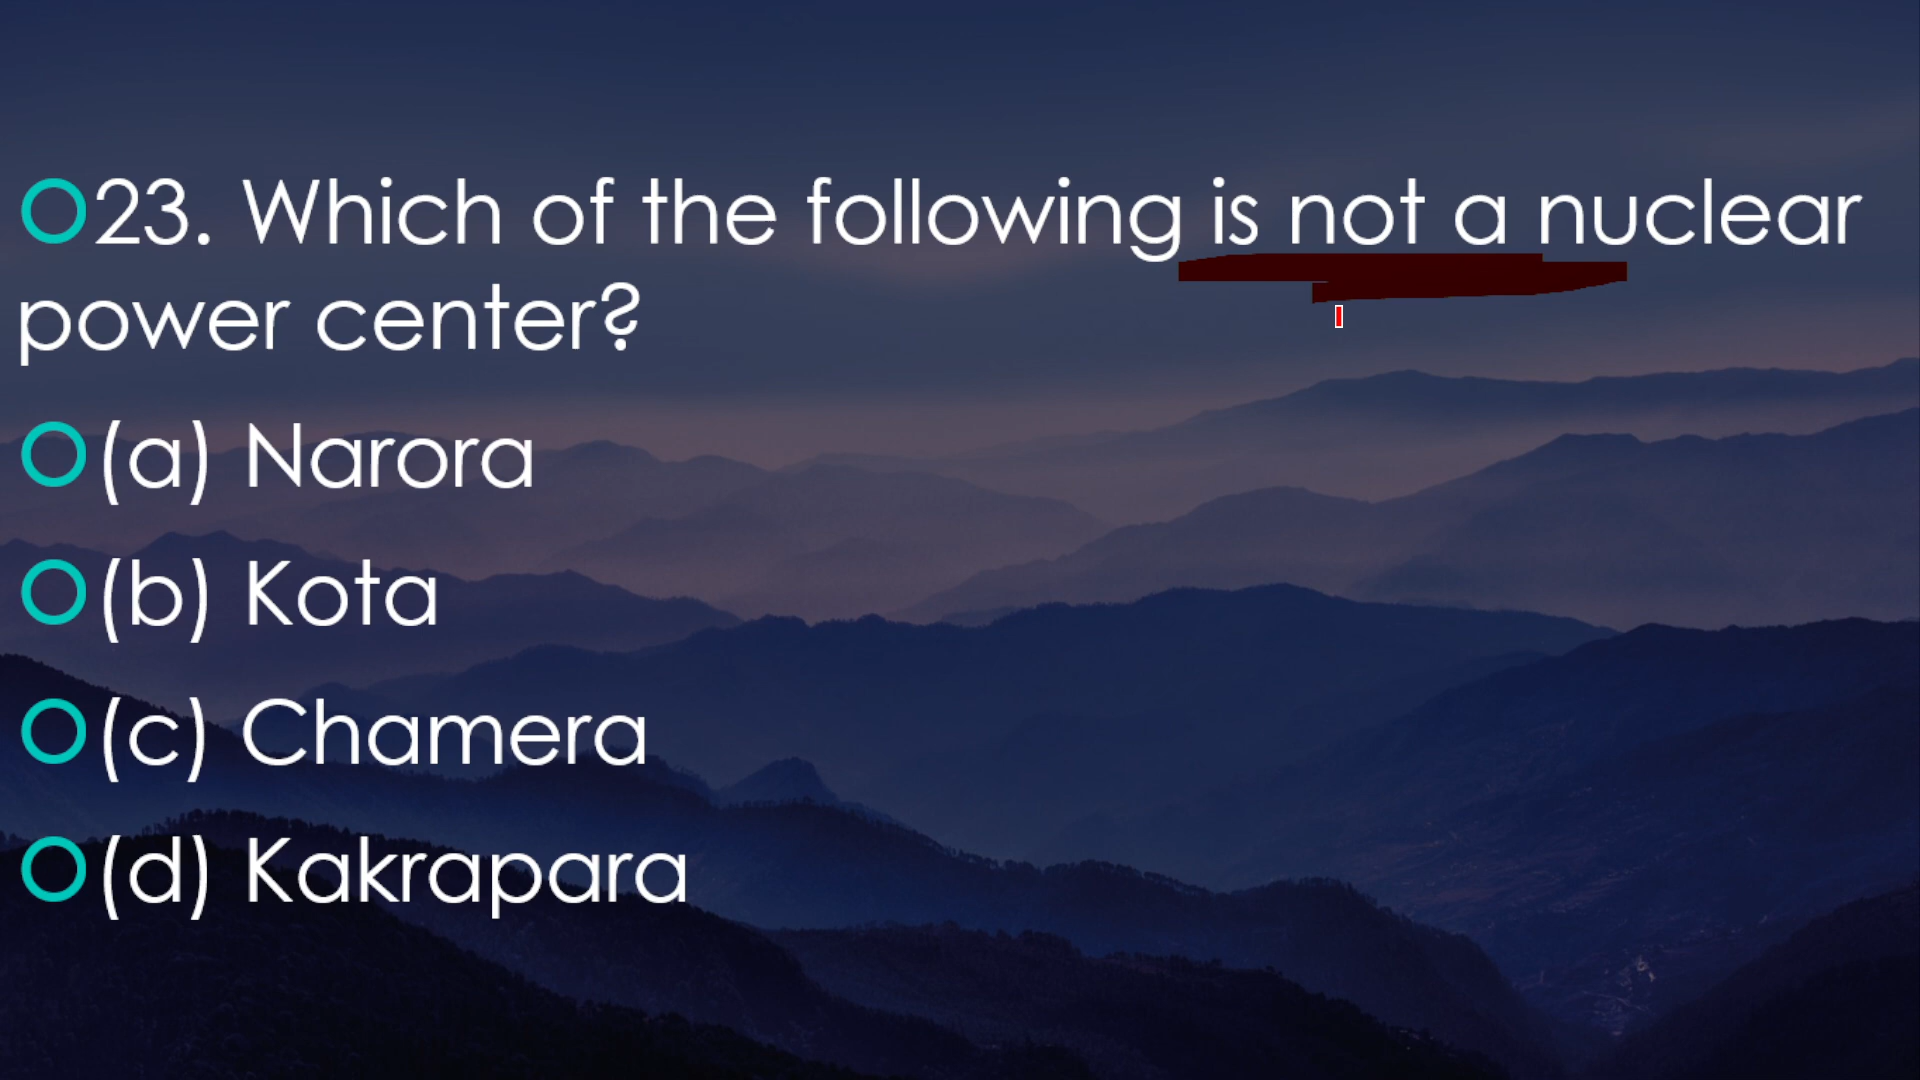 23. Which of the following is not a nuclear
power center?
(a) Narora
(b) Kota
(c) Chamera
(d) Kakrapara